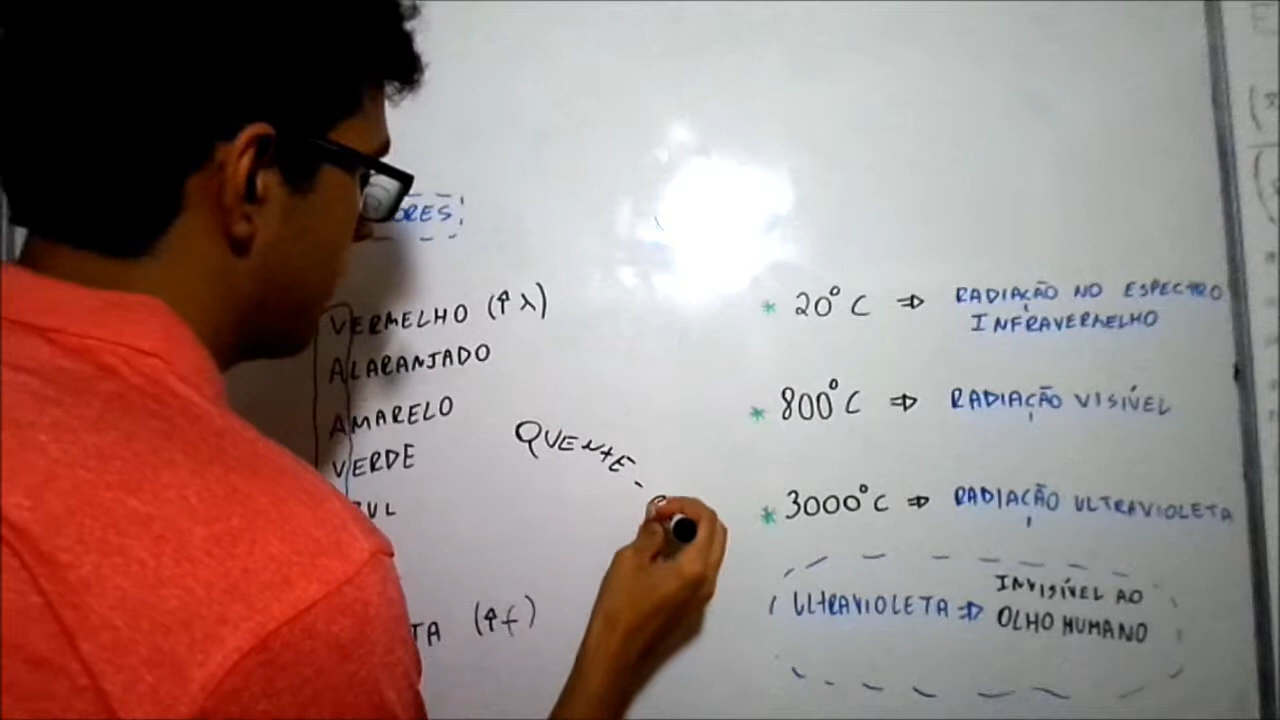 ORES
VERMELHO (↑ λ)
ALARANJADO
AMARELO
VERDE
ZUL
TA (↑f)
QUENTE -
* 20°C ⇒ RADIAÇÃO NO ESPECTRO
INFRAVERMELHO
* 800°C ⇒ RADIAÇÃO VISÍVEL
* 3000°C ⇒ RADIAÇÃO ULTRAVIOLETA
ULTRAVIOLETA ⇒ INVISÍVEL AO
OLHO HUMANO